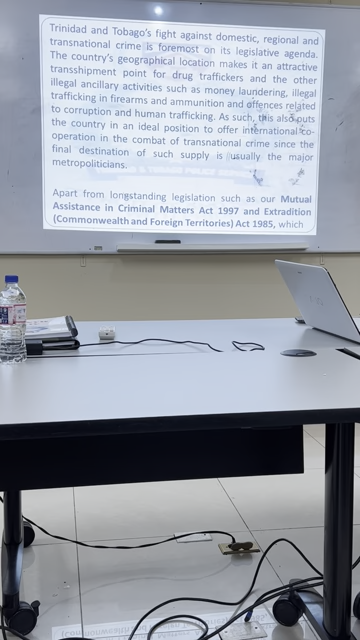 Trinidad and Tobago's fight against domestic, regional and
transnational crime is foremost on its legislative agenda.
The country's geographical location makes it an attractive
transshipment point for drug traffickers and the other
illegal ancillary activities such as money laundering, illegal
trafficking in firearms and ammunition and offences related
to corruption and human trafficking. As such, this also puts
the country in an ideal position to offer international co-
operation in the combat of transnational crime since the
final destination of such supply is usually the major
metropoliticians.
Apart from longstanding legislation such as our Mutual
Assistance in Criminal Matters Act 1997 and Extradition
(Commonwealth and Foreign Territories) Act 1985, which